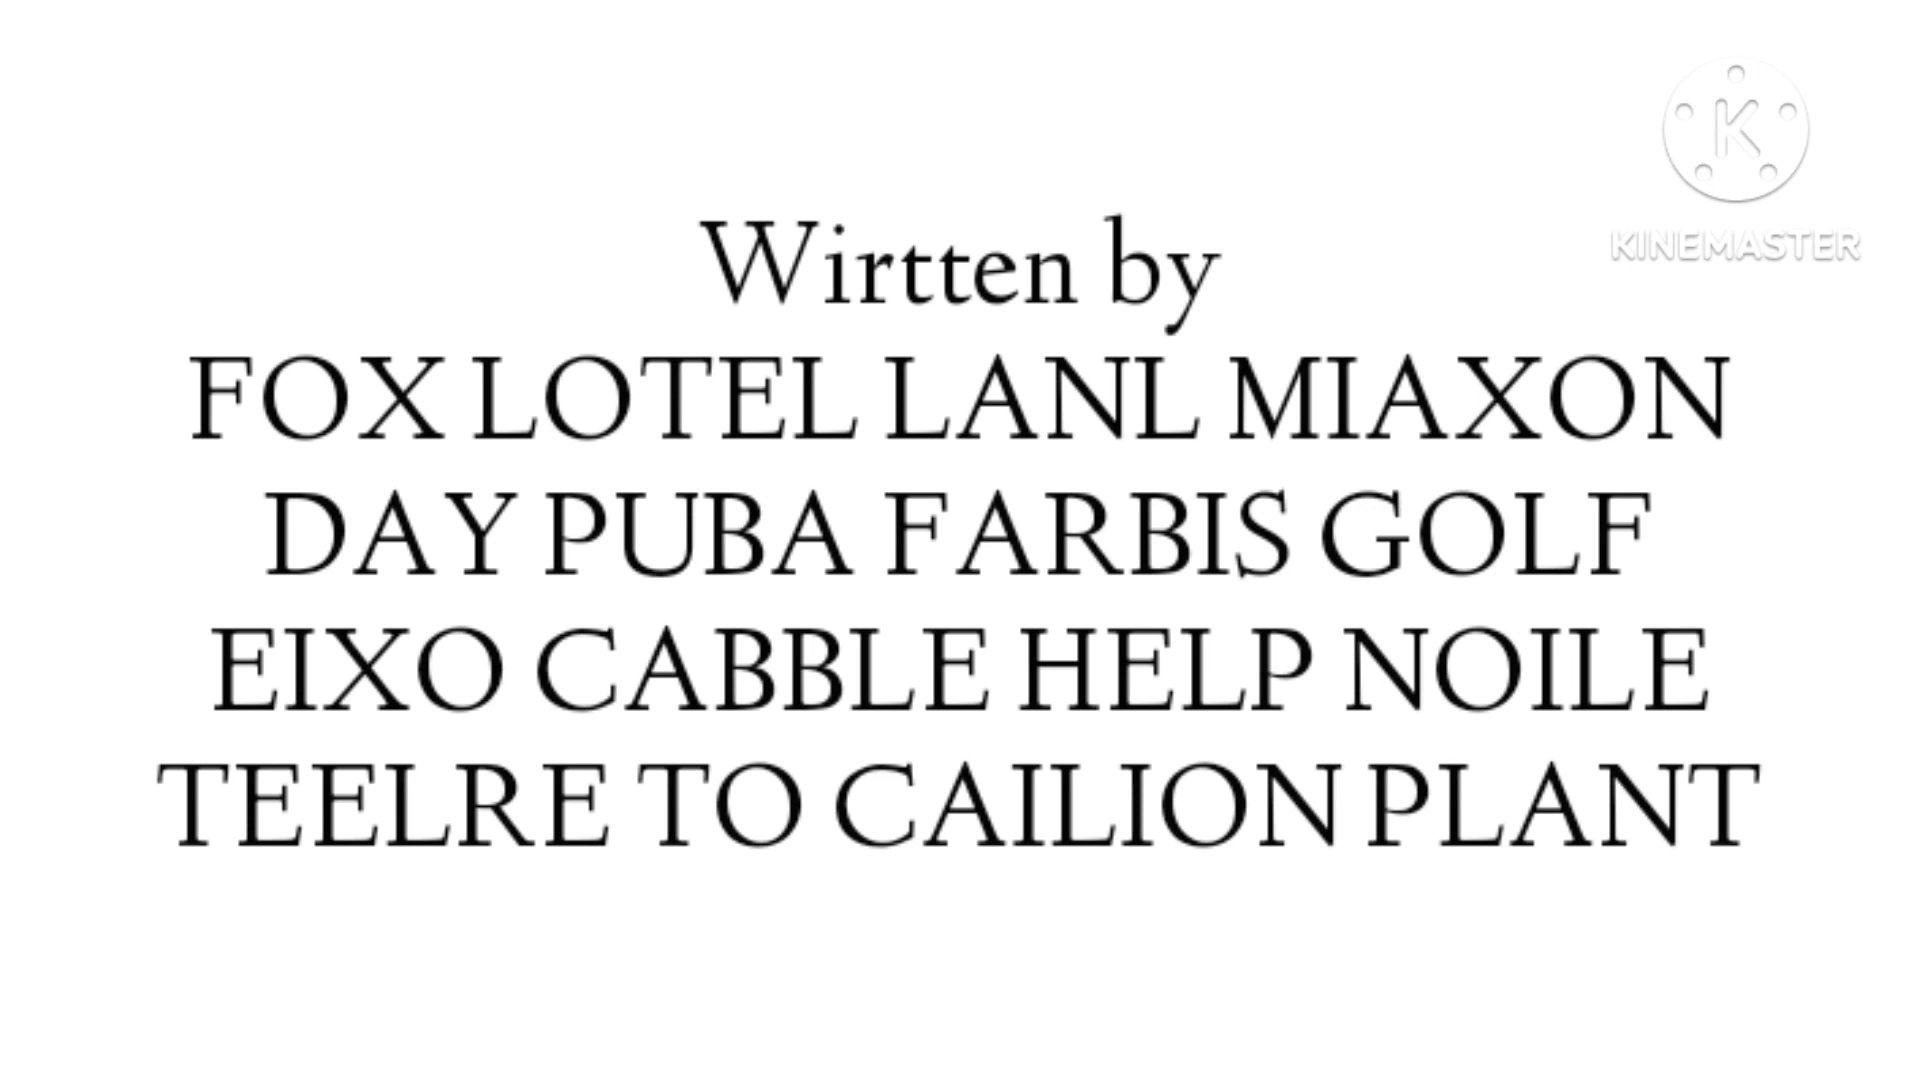 K
KINEMASTER
Wirtten by
FOX LOTEL LANL MIAXON
DAY PUBA FARBIS GOLF
EIXO CABBLE HELP NOILE
TEELRE TO CAILION PLANT